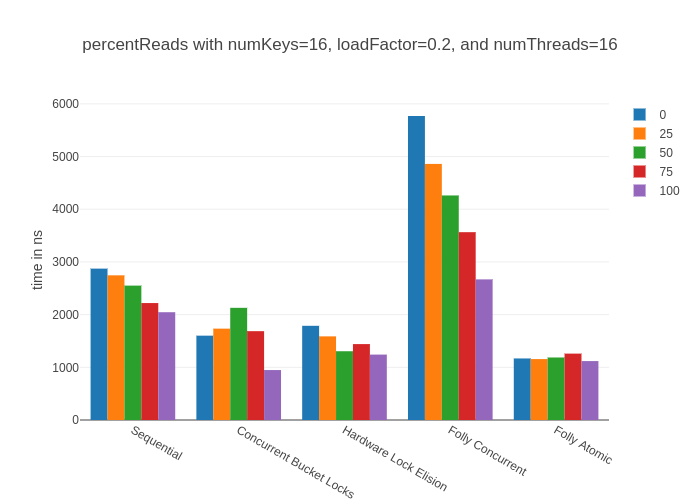 percentReads with numKeys=16, loadFactor=0.2, and numThreads=16
time in ns
6000
5000
4000
3000
2000
1000
0
Sequential
Concurrent Bucket Locks
Hardware Lock Elision
Folly Concurrent
Folly Atomic
0
25
50
75
100